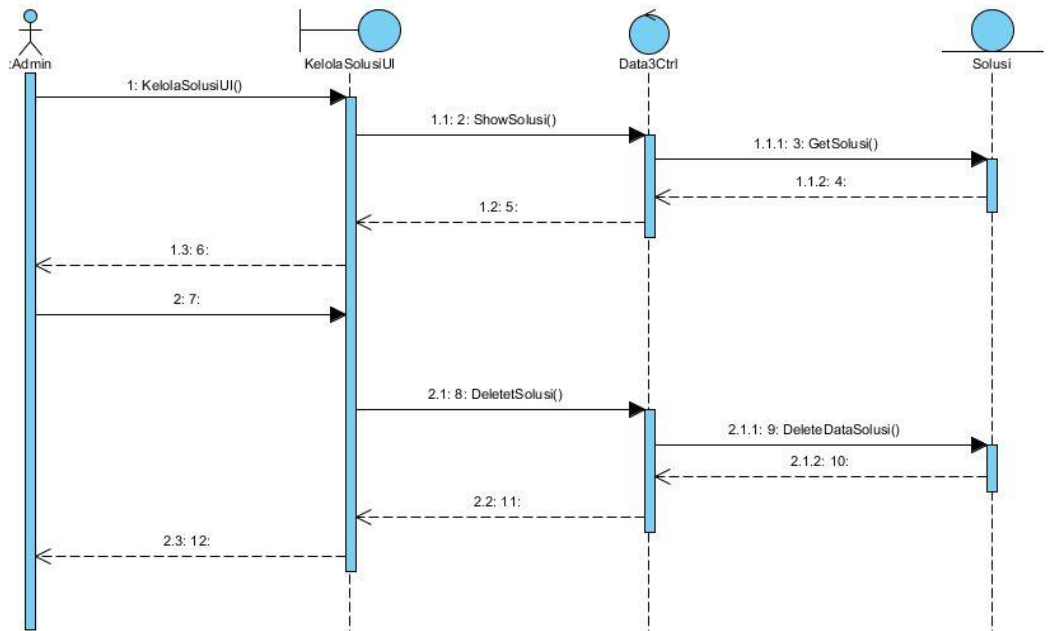 :Admin
KelolaSolusiUI
Data3Ctrl
Solusi
1: KelolaSolusiUI()
1.1: 2: ShowSolusi()
1.1.1: 3: GetSolusi()
1.1.2: 4:
1.2: 5:
1.3: 6:
2: 7:
2.1: 8: DeletetSolusi()
2.1.1: 9: DeleteDataSolusi()
2.1.2: 10:
2.2: 11:
2.3: 12: